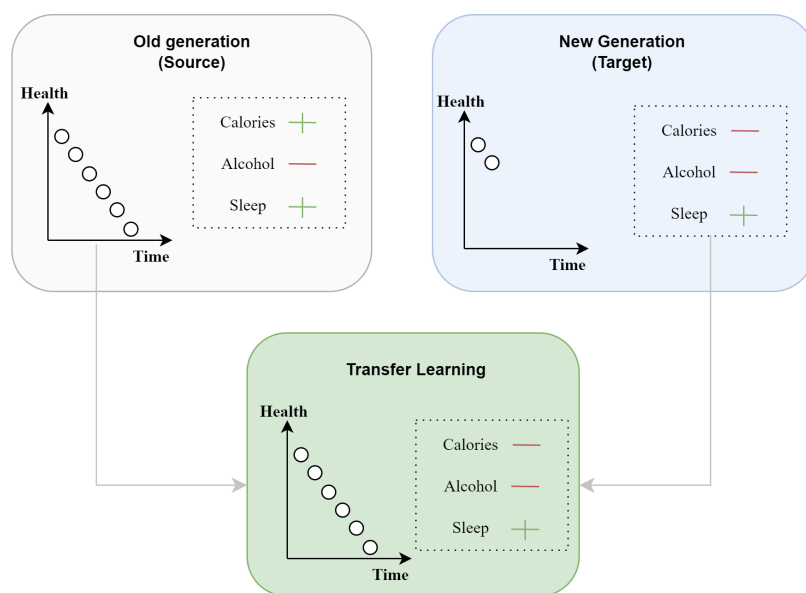 Old generation
(Source)
Health
Calories +
Alcohol —
Sleep +
Time
New Generation
(Target)
Health
Calories —
Alcohol —
Sleep +
Time
Transfer Learning
Health
Calories —
Alcohol —
Sleep +
Time